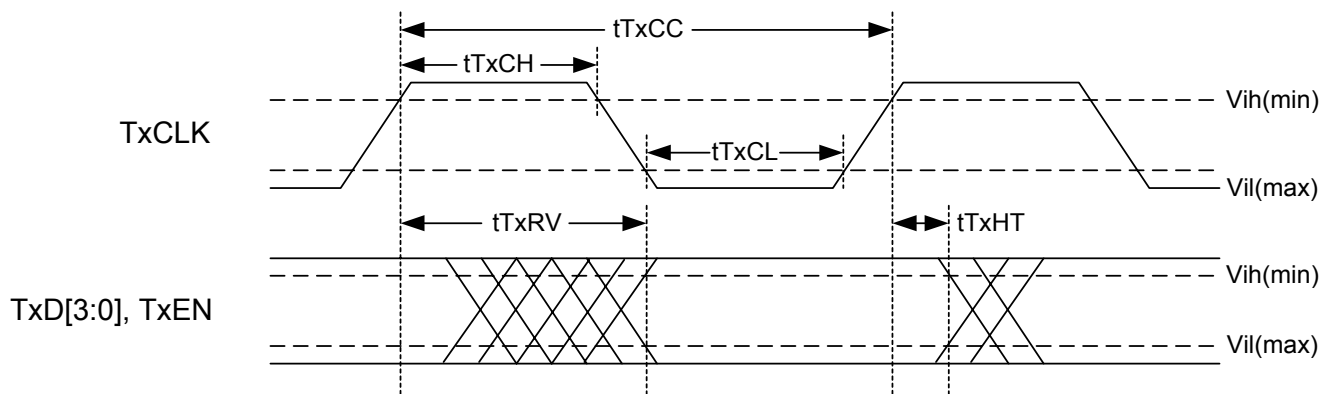 tTxCC
tTxCH
Vih(min)
TxCLK
tTxCL
Vil(max)
tTxRV
tTxHT
Vih(min)
TxD[3:0], TxEN
Vil(max)